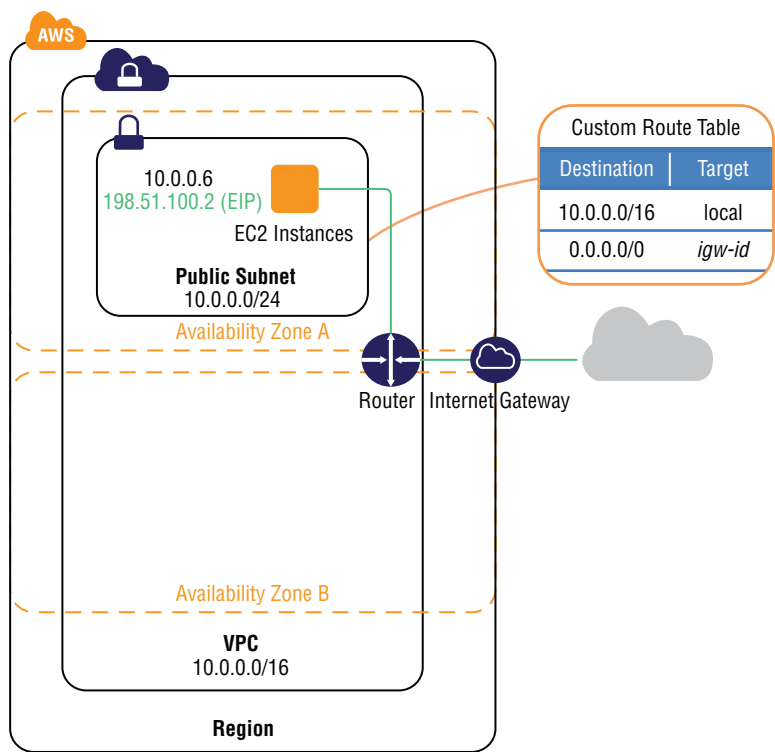 AWS
Custom Route Table
Destination Target
10.0.0.0/16 local
0.0.0.0/0 igw-id
10.0.0.6
198.51.100.2 (EIP)
EC2 Instances
Public Subnet
10.0.0.0/24
Availability Zone A
Router
Internet Gateway
Availability Zone B
VPC
10.0.0.0/16
Region